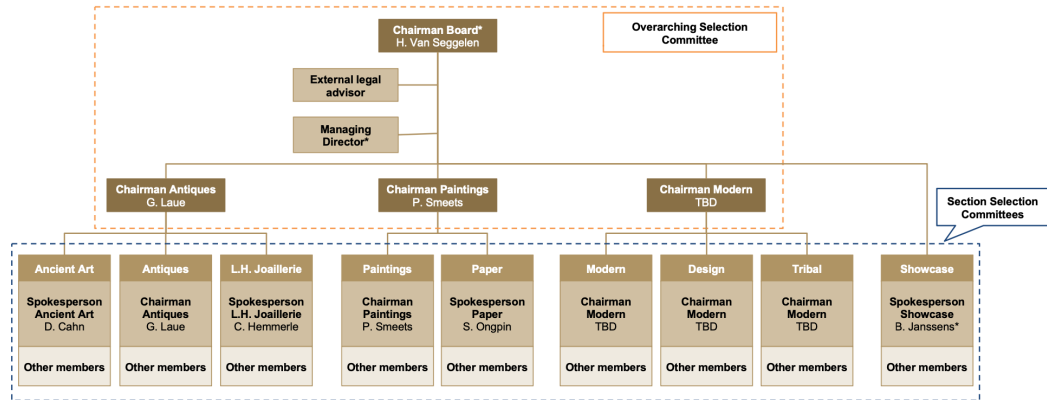 Overarching Selection
Committee
Chairman Board*
H. Van Seggelen
External legal
advisor
Managing
Director*
Chairman Antiques
G. Laue
Chairman Paintings
P. Smeets
Chairman Modern
TBD
Section Selection
Committees
Ancient Art
Spokesperson
Ancient Art
D. Cahn
Other members
Antiques
Chairman
Antiques
G. Laue
Other members
L.H. Joaillerie
Spokesperson
L.H. Joaillerie
C. Hemmerle
Other members
Paintings
Chairman
Paintings
P. Smeets
Other members
Paper
Spokesperson
Paper
S. Ongpin
Other members
Modern
Chairman
Modern
TBD
Other members
Design
Chairman
Modern
TBD
Other members
Tribal
Chairman
Modern
TBD
Other members
Showcase
Spokesperson
Showcase
B. Janssens*
Other members